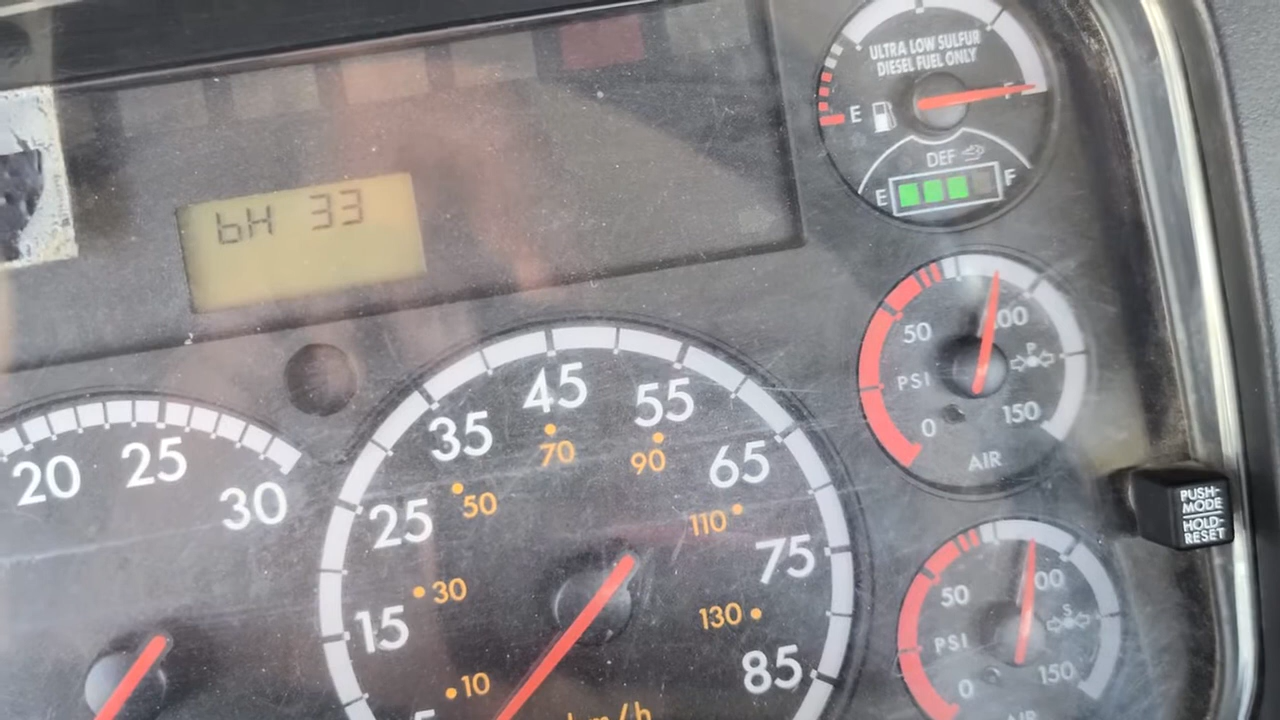 ULTRA LOW SULFUR
DIESEL FUEL ONLY
E F
DEF
E F
bH 33
50 100
P
PSI
0 150
AIR
20 25 30
5 15 25 35 45 55 65 75 85
10 30 50 70 90 110 130
km/h
PUSH-
MODE
HOLD-
RESET
50 100
S
PSI
0 150
AIR